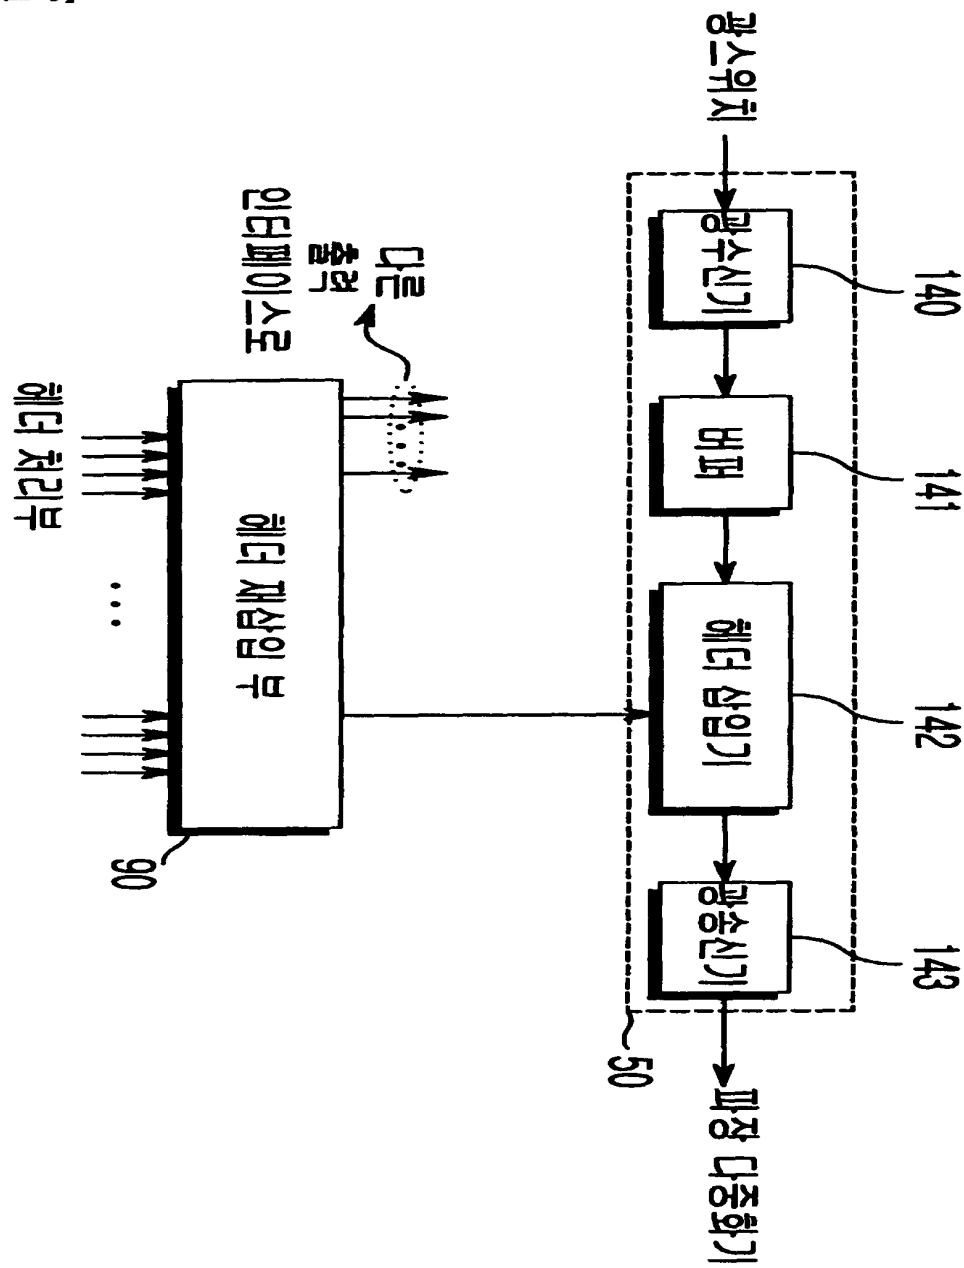 광스위치
광수신기
버퍼
헤더 삽입기
광송신기
파장 다중화기
140
141
142
143
50
다른
출력
인터페이스로
헤더 처리부
...
헤더 재생성부
90